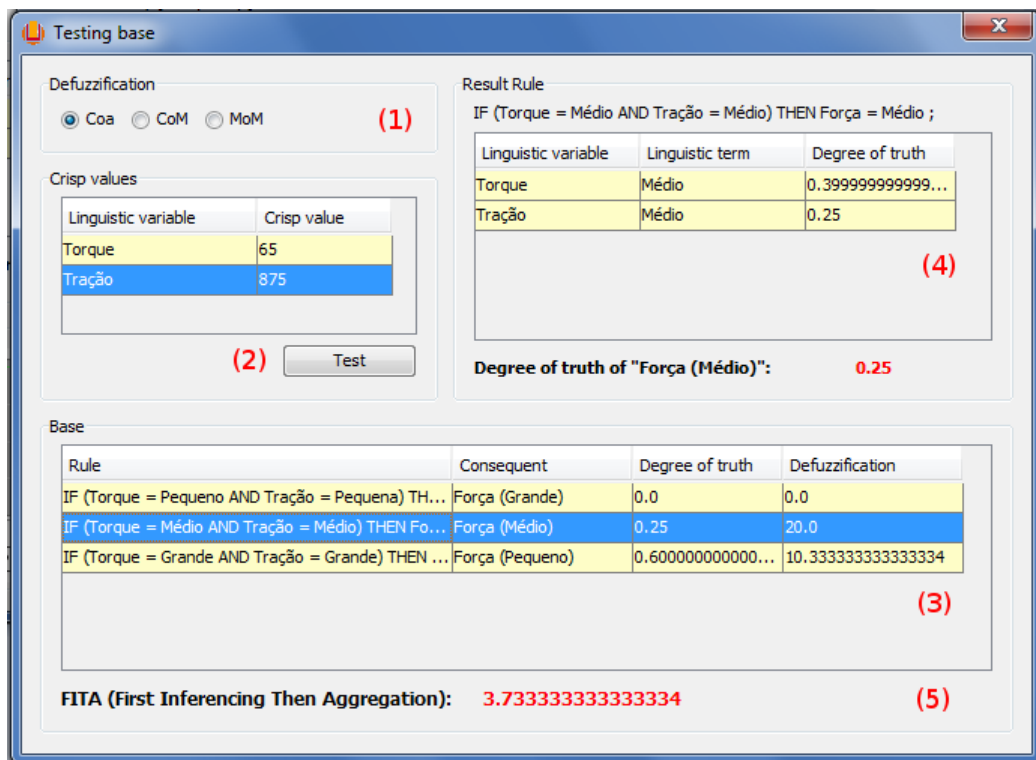 Testing base
Defuzzification
Coa CoM MoM (1)
Crisp values
Linguistic variable Crisp value
Torque 65
Tração 875
(2) Test
Result Rule
IF (Torque = Médio AND Tração = Médio) THEN Força = Médio ;
Linguistic variable Linguistic term Degree of truth
Torque Médio 0.399999999999...
Tração Médio 0.25
(4)
Degree of truth of "Força (Médio)": 0.25
Base
Rule Consequent Degree of truth Defuzzification
IF (Torque = Pequeno AND Tração = Pequena) TH... Força (Grande) 0.0 0.0
IF (Torque = Médio AND Tração = Médio) THEN Fo... Força (Médio) 0.25 20.0
IF (Torque = Grande AND Tração = Grande) THEN ... Força (Pequeno) 0.600000000000... 10.333333333333334
(3)
FITA (First Inferencing Then Aggregation): 3.7333333333333334 (5)